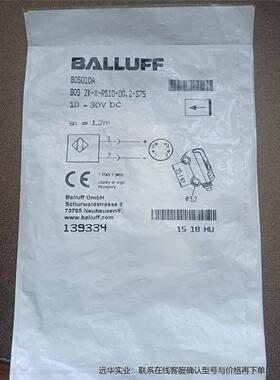 BALLUFF
BOS010A
BOS 2K-X-RS10-00,2-S75
10 - 30V DC
sn = 1,2m
CE
Country of origin
Hungary
Balluff GmbH
Schurwaldstrasse 9
73765 Neuhausen/F.
www.balluff.com
ø3,2
139334
15 18 HU
远华实业：联系在线客服确认型号与价格再下单